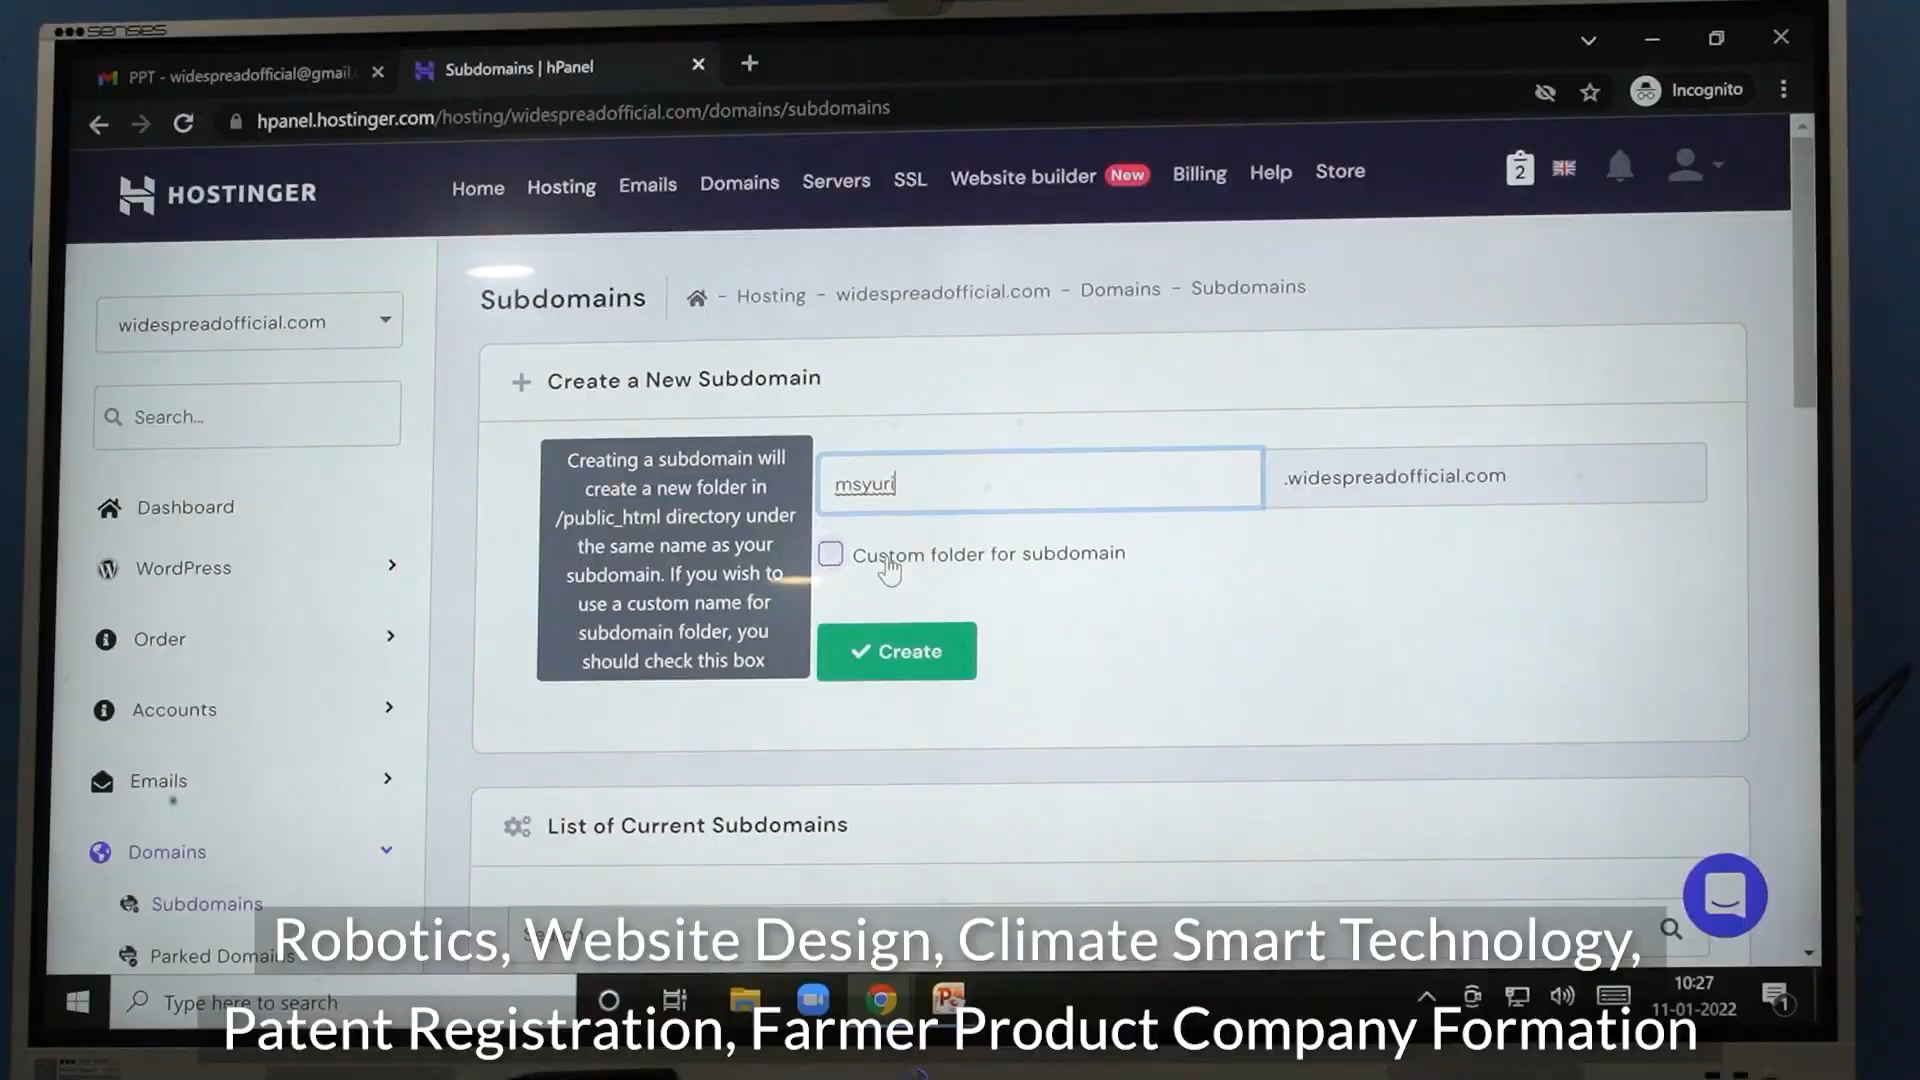 senses
PPT - widespreadofficial@gmail.
Subdomains | hPanel
hpanel.hostinger.com/hosting/widespreadofficial.com/domains/subdomains
Incognito
HOSTINGER
Home Hosting Emails Domains Servers SSL Website builder New Billing Help Store
2
widespreadofficial.com
Subdomains
- Hosting - widespreadofficial.com - Domains - Subdomains
Search...
Create a New Subdomain
Creating a subdomain will
create a new folder in
/public_html directory under
the same name as your
subdomain. If you wish to
use a custom name for
subdomain folder, you
should check this box
msyuri
.widespreadofficial.com
Custom folder for subdomain
Create
Dashboard
WordPress
Order
Accounts
Emails
Domains
Subdomains
Parked Domains
List of Current Subdomains
Robotics, Website Design, Climate Smart Technology,
Patent Registration, Farmer Product Company Formation
Type here to search
10:27
11-01-2022
1